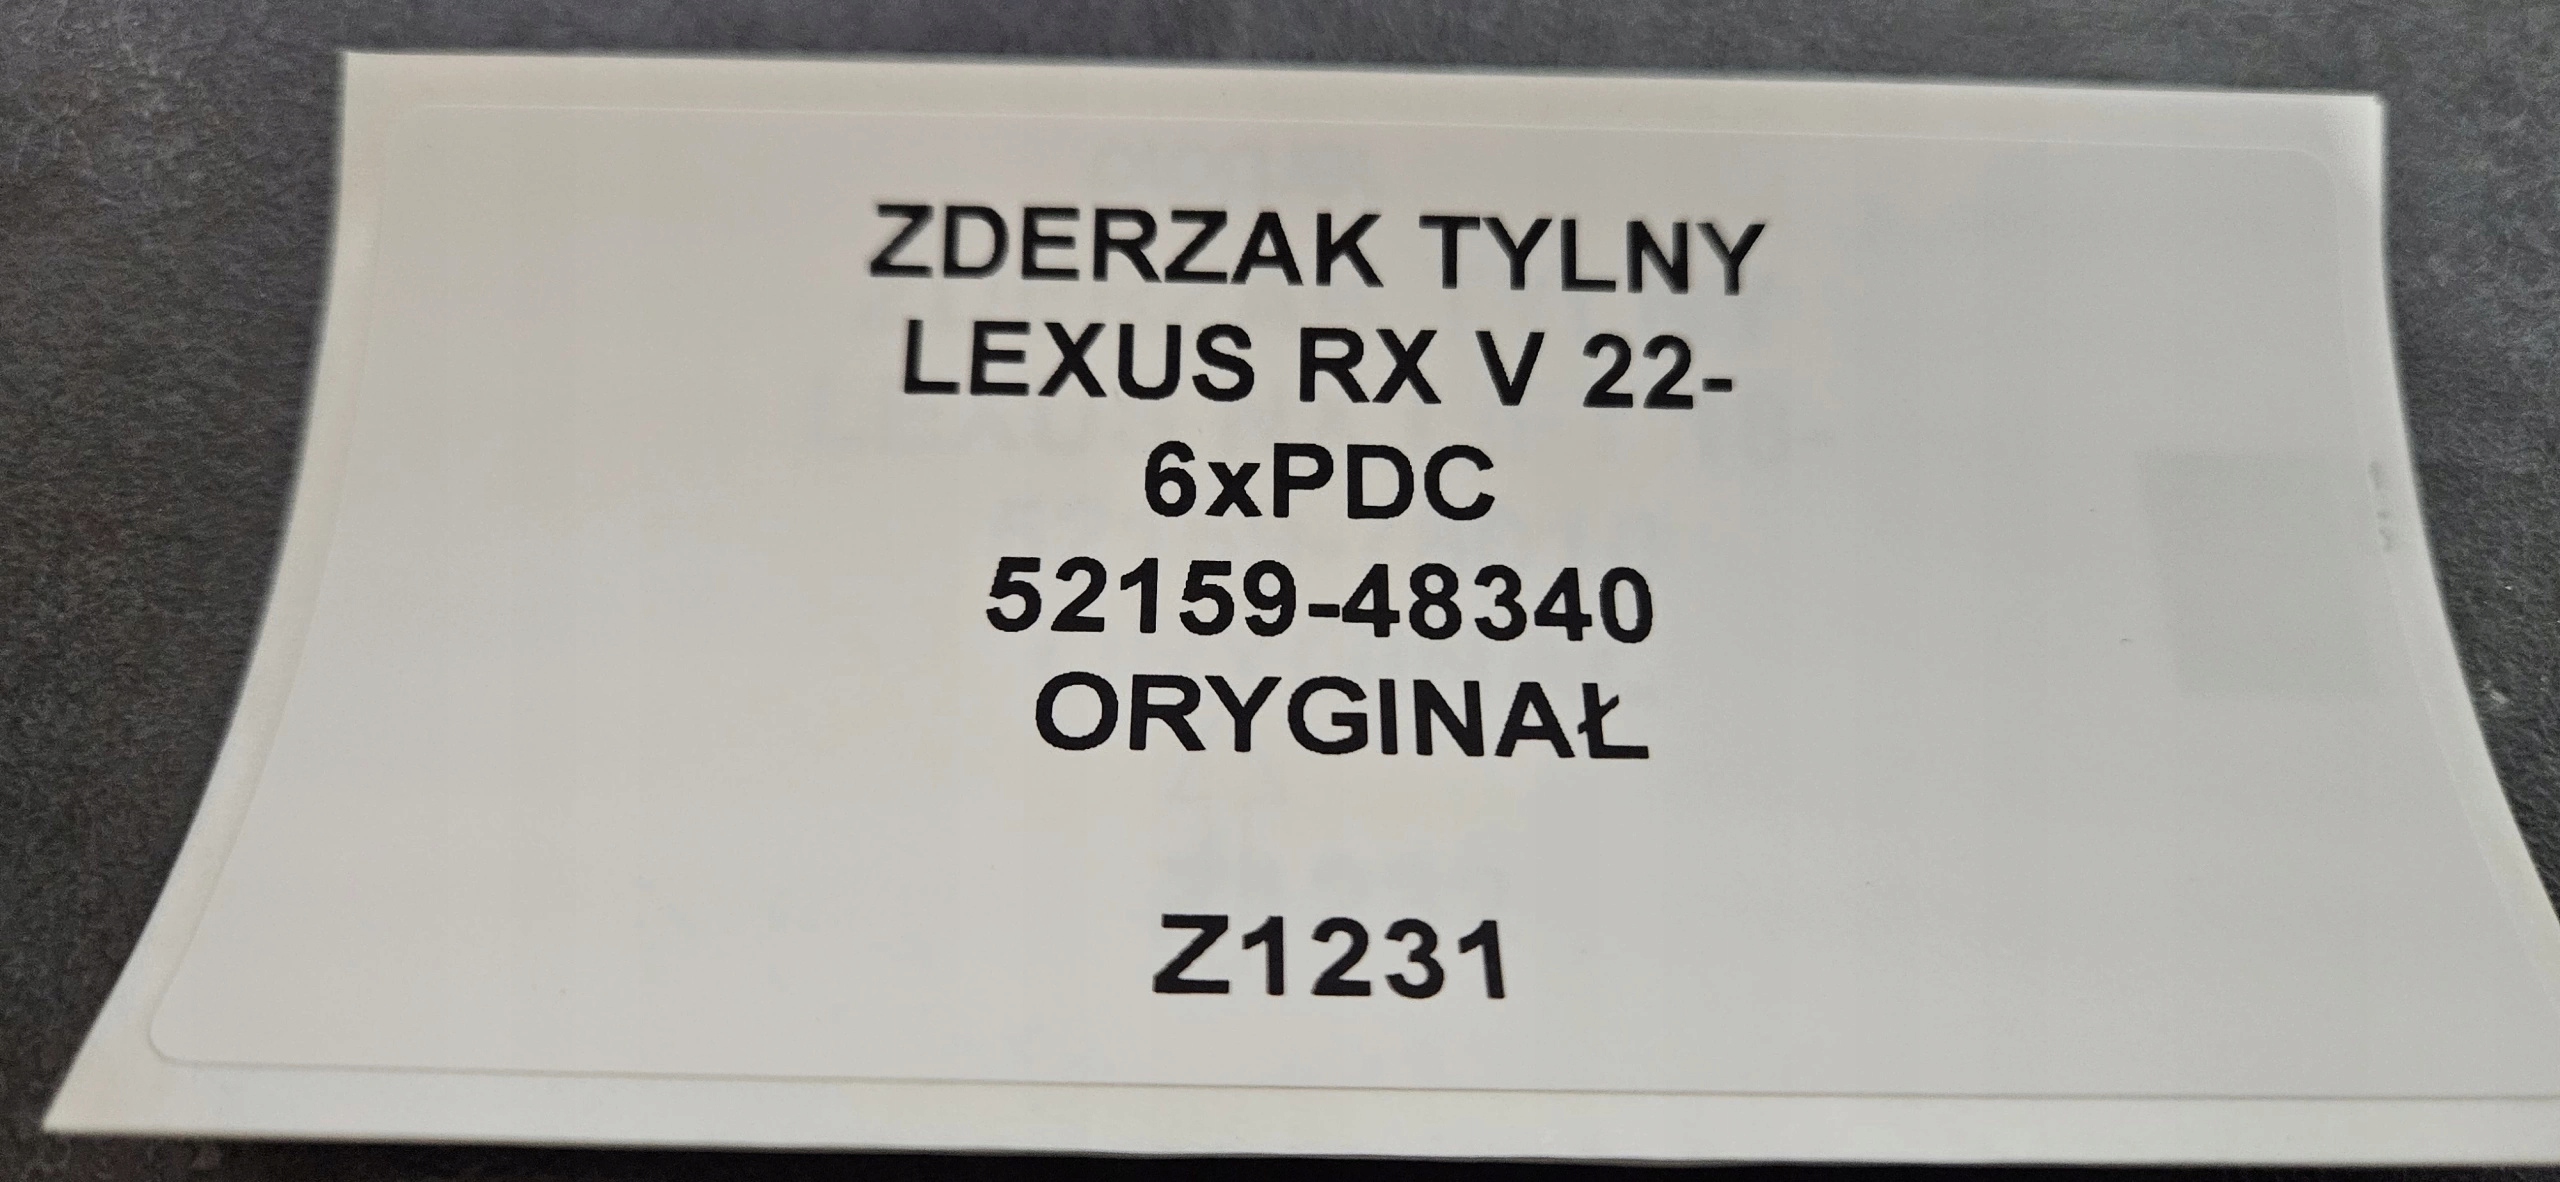 ZDERZAK TYLNY
LEXUS RX V 22-
6xPDC
52159-48340
ORYGINAŁ
Z1231